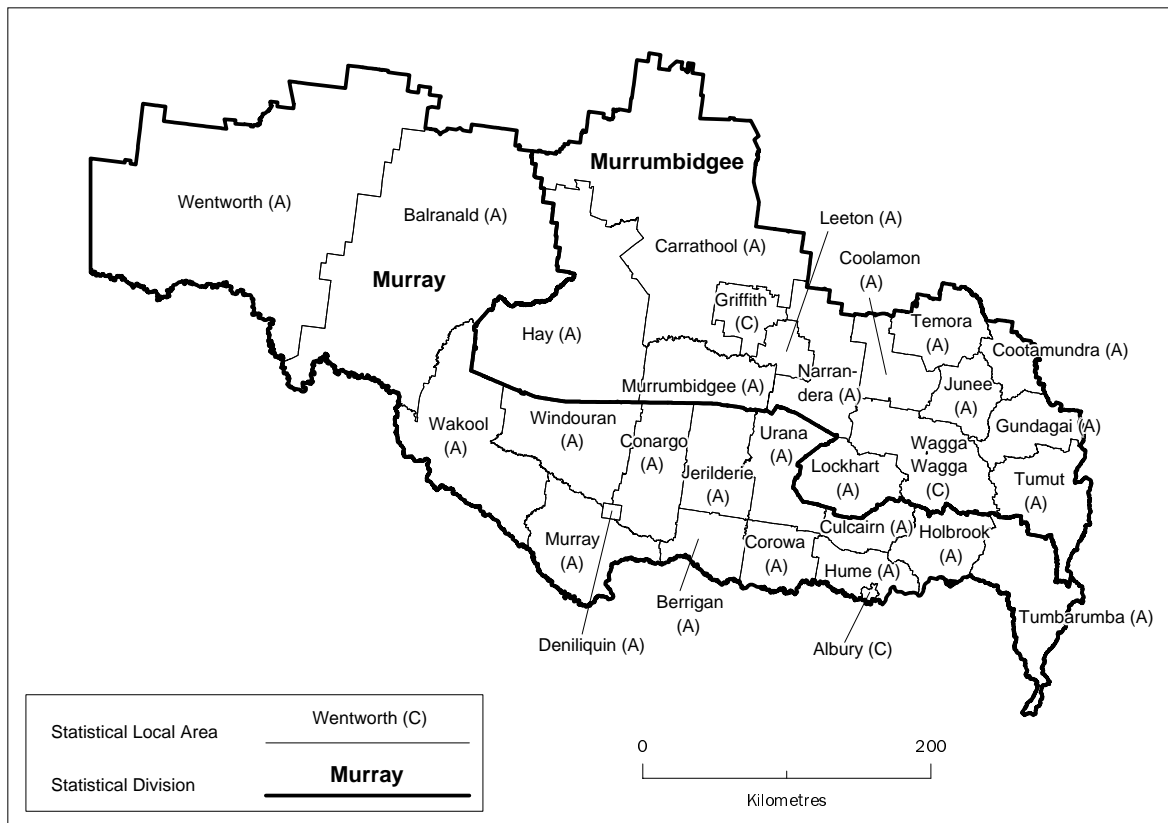 Murrumbidgee
Wentworth (A)
Balranald (A)
Leeton (A)
Carrathool (A)
Coolamon
(A)
Murray
Griffith
(C)
Temora
(A)
Hay (A)
Cootamundra (A)
Murrumbidgee (A)
Narran-
dera (A)
Junee
(A)
Wakool
(A)
Windouran
(A)
Conargo
(A)
Urana
(A)
Gundagai (A)
Wagga
Wagga
(C)
Jerilderie
(A)
Lockhart
(A)
Tumut
(A)
Murray
(A)
Corowa
(A)
Culcairn (A)
Holbrook
(A)
Hume (A)
Berrigan
(A)
Tumbarumba (A)
Deniliquin (A)
Albury (C)
Statistical Local Area
Wentworth (C)
Statistical Division
Murray
0
200
Kilometres